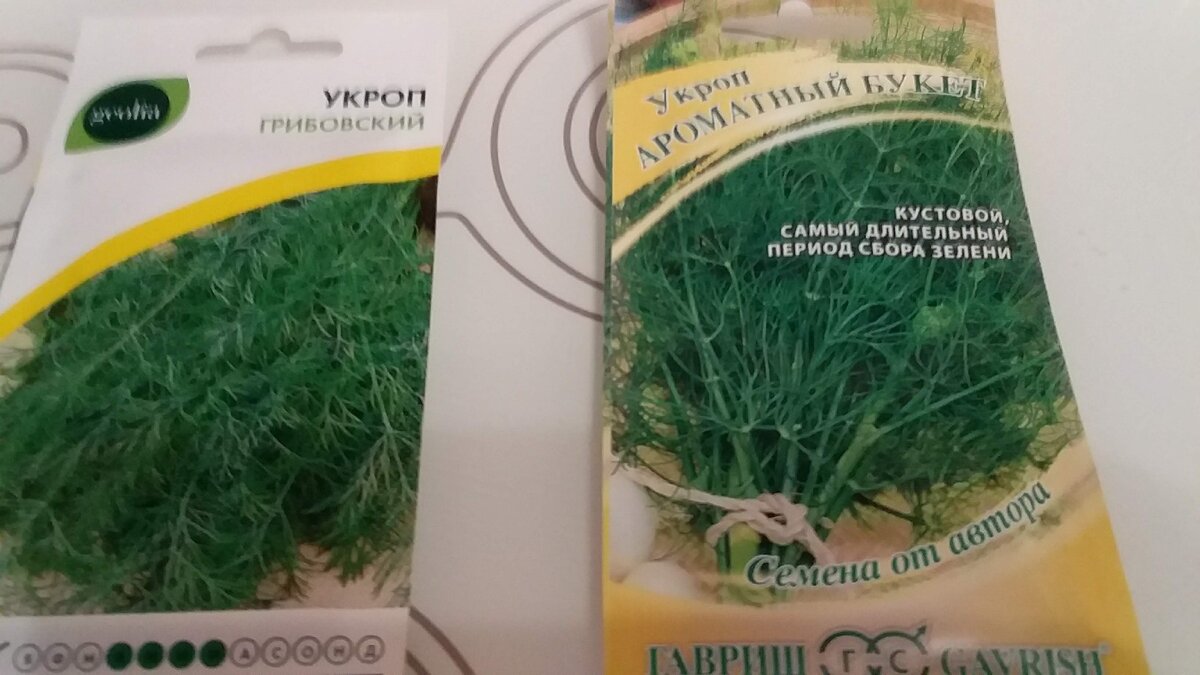 УКРОП
ГРИБОВСКИЙ
А С О Н Д
Укроп
АРОМАТНЫЙ БУКЕТ
КУСТОВОЙ,
САМЫЙ ДЛИТЕЛЬНЫЙ
ПЕРИОД СБОРА ЗЕЛЕНИ
Семена от автора
ГАВРИШ Г С GAVRISH®